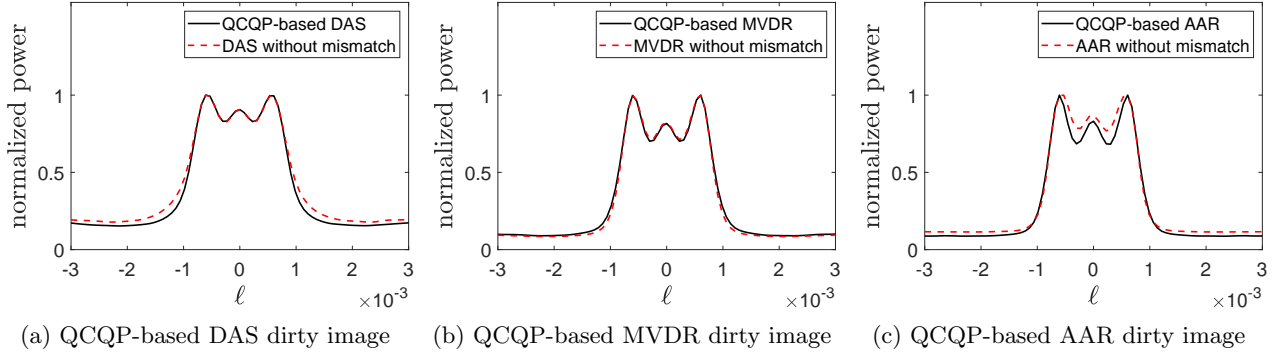 QCQP-based DAS
DAS without mismatch
normalized power
1
0.5
0
-3 -2 -1 0 1 2 3
ℓ
×10⁻³
(a) QCQP-based DAS dirty image
QCQP-based MVDR
MVDR without mismatch
normalized power
1
0.5
0
-3 -2 -1 0 1 2 3
ℓ
×10⁻³
(b) QCQP-based MVDR dirty image
QCQP-based AAR
AAR without mismatch
normalized power
1
0.5
0
-3 -2 -1 0 1 2 3
ℓ
×10⁻³
(c) QCQP-based AAR dirty image